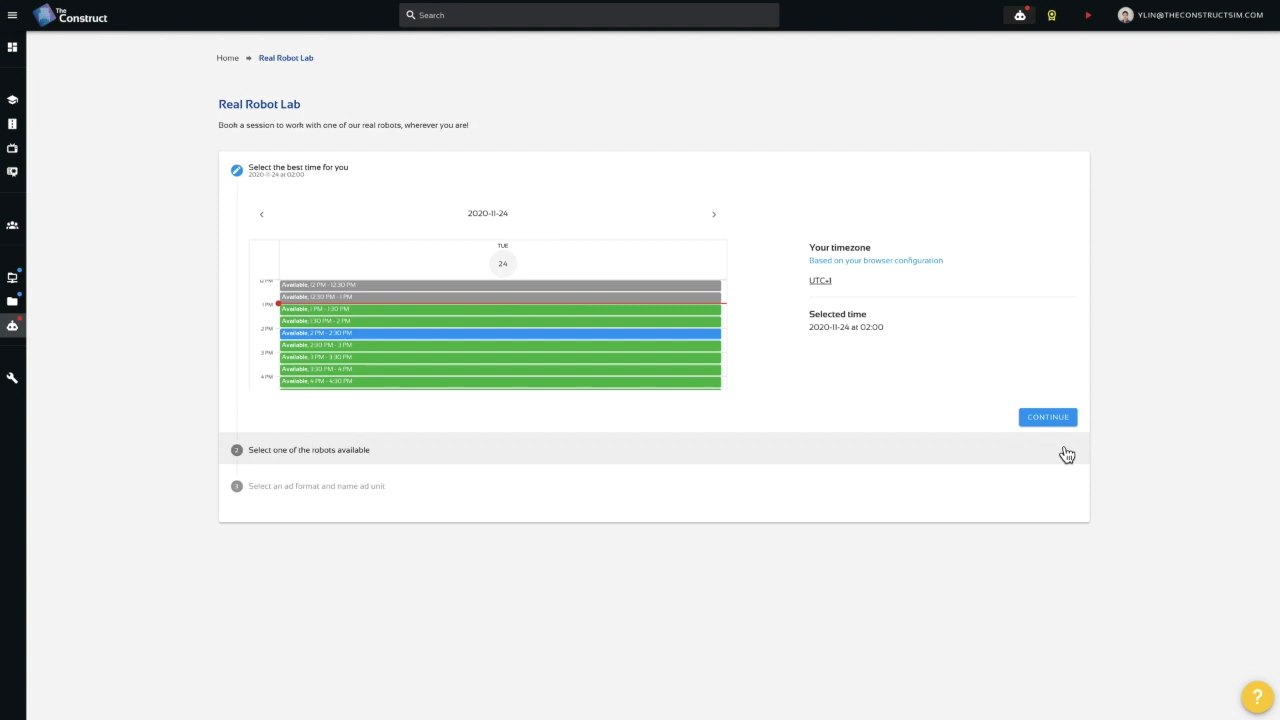 The Construct
Search
YLIN@THECONSTRUCTSIM.COM
Home Real Robot Lab
Real Robot Lab
Book a session to work with one of our real robots, wherever you are!
Select the best time for you
2020-11-24 at 02:00
2020-11-24
TUE
24
12 PM
Available, 12 PM - 12:30 PM
Available, 12:30 PM - 1 PM
1 PM
Available, 1 PM - 1:30 PM
Available, 1:30 PM - 2 PM
2 PM
Available, 2 PM - 2:30 PM
Available, 2:30 PM - 3 PM
3 PM
Available, 3 PM - 3:30 PM
Available, 3:30 PM - 4 PM
4 PM
Available, 4 PM - 4:30 PM
Your timezone
Based on your browser configuration
UTC+1
Selected time
2020-11-24 at 02:00
CONTINUE
2 Select one of the robots available
3 Select an ad format and name ad unit
?